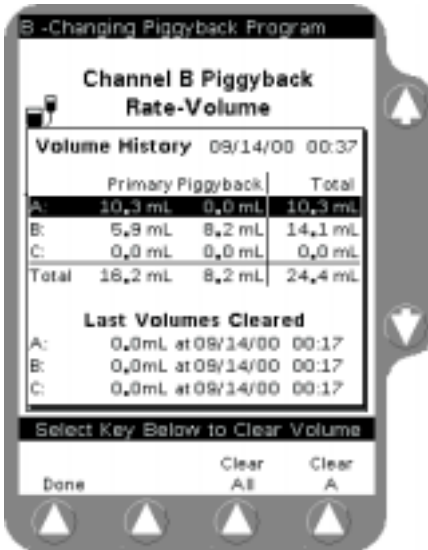 B -Changing Piggyback Program
Channel B Piggyback
Rate-Volume
Volume History 09/14/00 00:37
Primary Piggyback Total
A: 10.3 mL 0.0 mL 10.3 mL
B: 5.9 mL 8.2 mL 14.1 mL
C: 0.0 mL 0.0 mL 0.0 mL
Total 16.2 mL 8.2 mL 24.4 mL
Last Volumes Cleared
A: 0.0mL at 09/14/00 00:17
B: 0.0mL at 09/14/00 00:17
C: 0.0mL at 09/14/00 00:17
Select Key Below to Clear Volume
Clear Clear
Done All A